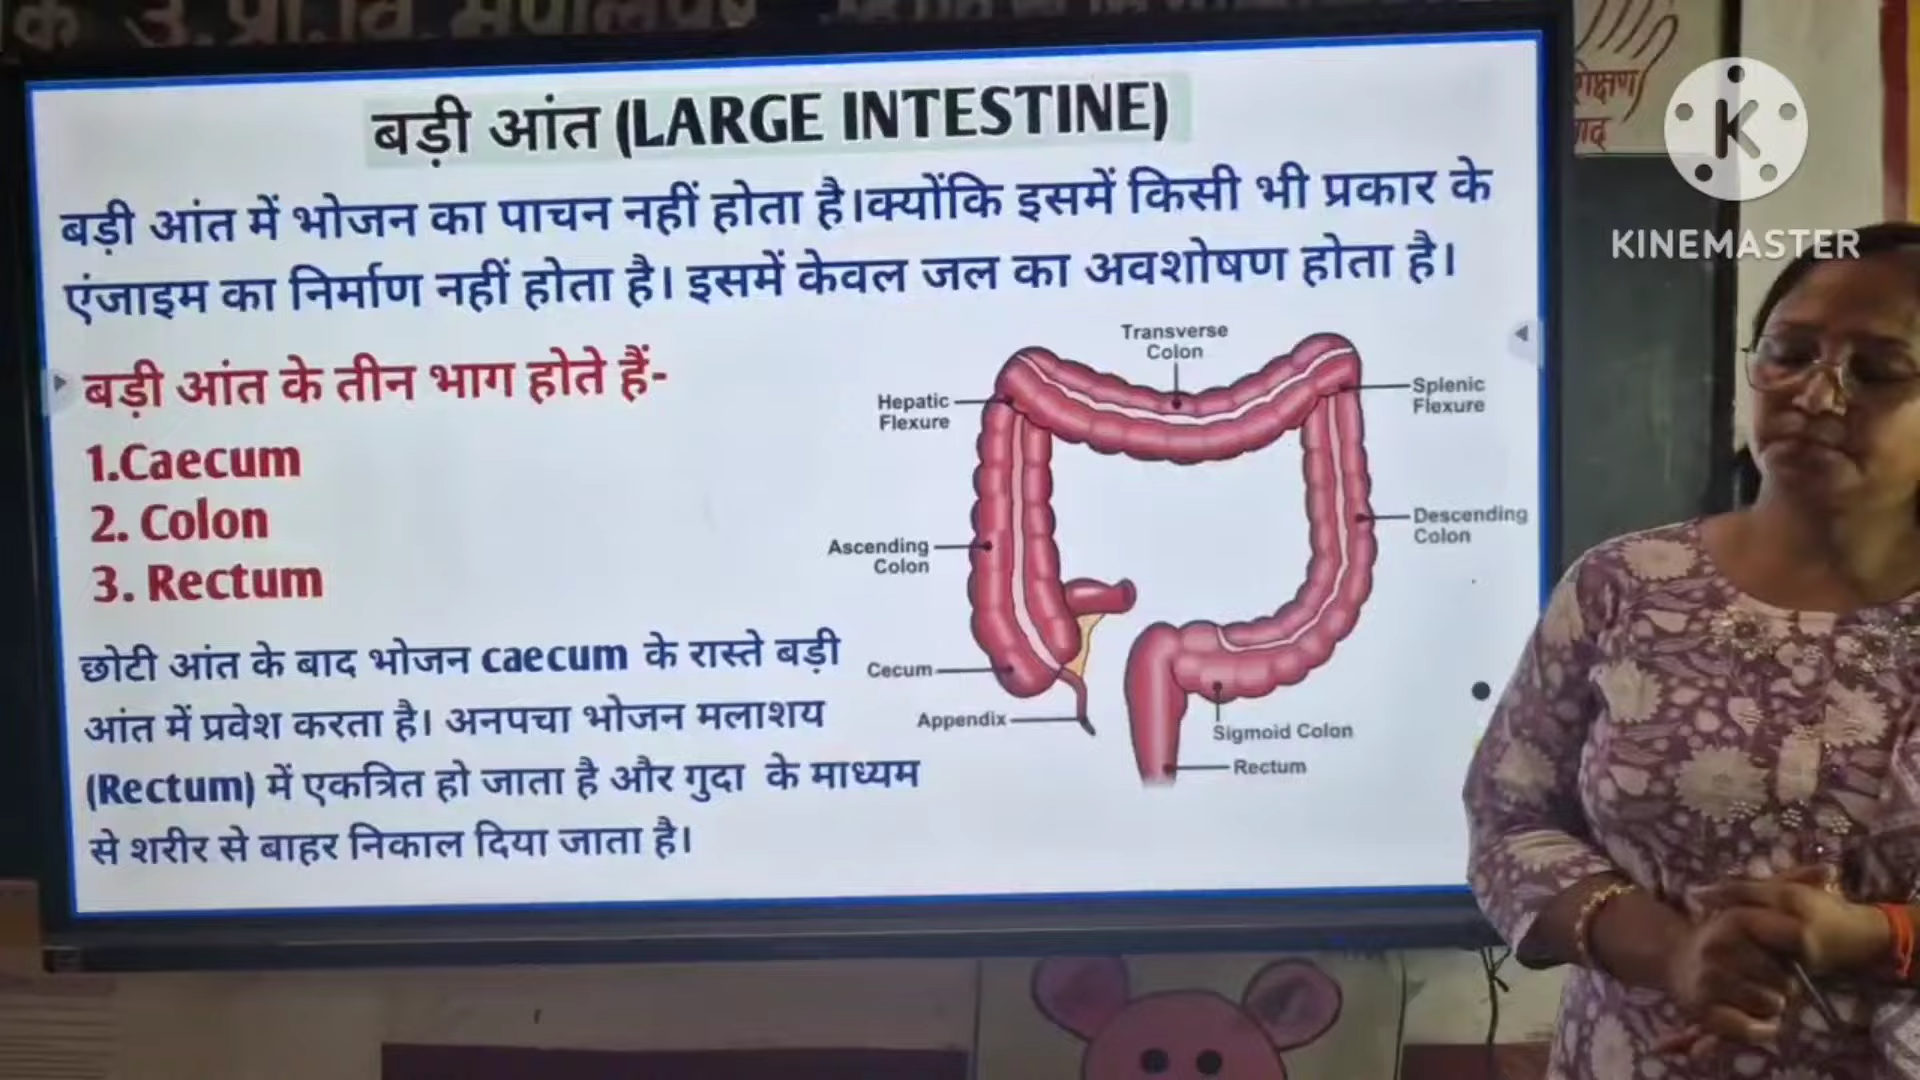 बड़ी आंत (LARGE INTESTINE)
बड़ी आंत में भोजन का पाचन नहीं होता है।क्योंकि इसमें किसी भी प्रकार के
एंजाइम का निर्माण नहीं होता है। इसमें केवल जल का अवशोषण होता है।
बड़ी आंत के तीन भाग होते हैं-
1.Caecum
2. Colon
3. Rectum
छोटी आंत के बाद भोजन caecum के रास्ते बड़ी
आंत में प्रवेश करता है। अनपचा भोजन मलाशय
(Rectum) में एकत्रित हो जाता है और गुदा के माध्यम
से शरीर से बाहर निकाल दिया जाता है।
Transverse
Colon
Hepatic
Flexure
Splenic
Flexure
Ascending
Colon
Descending
Colon
Cecum
Appendix
Sigmoid Colon
Rectum
K
KINEMASTER